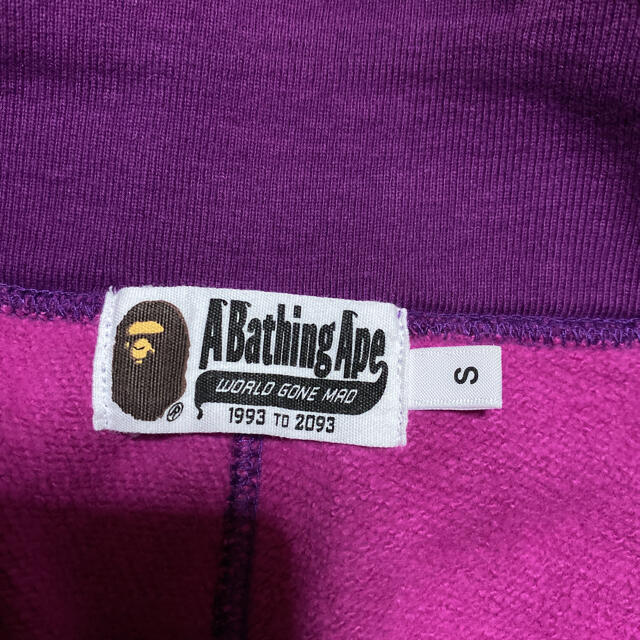 A Bathing Ape
WORLD GONE MAD
1993 TO 2093
®
S